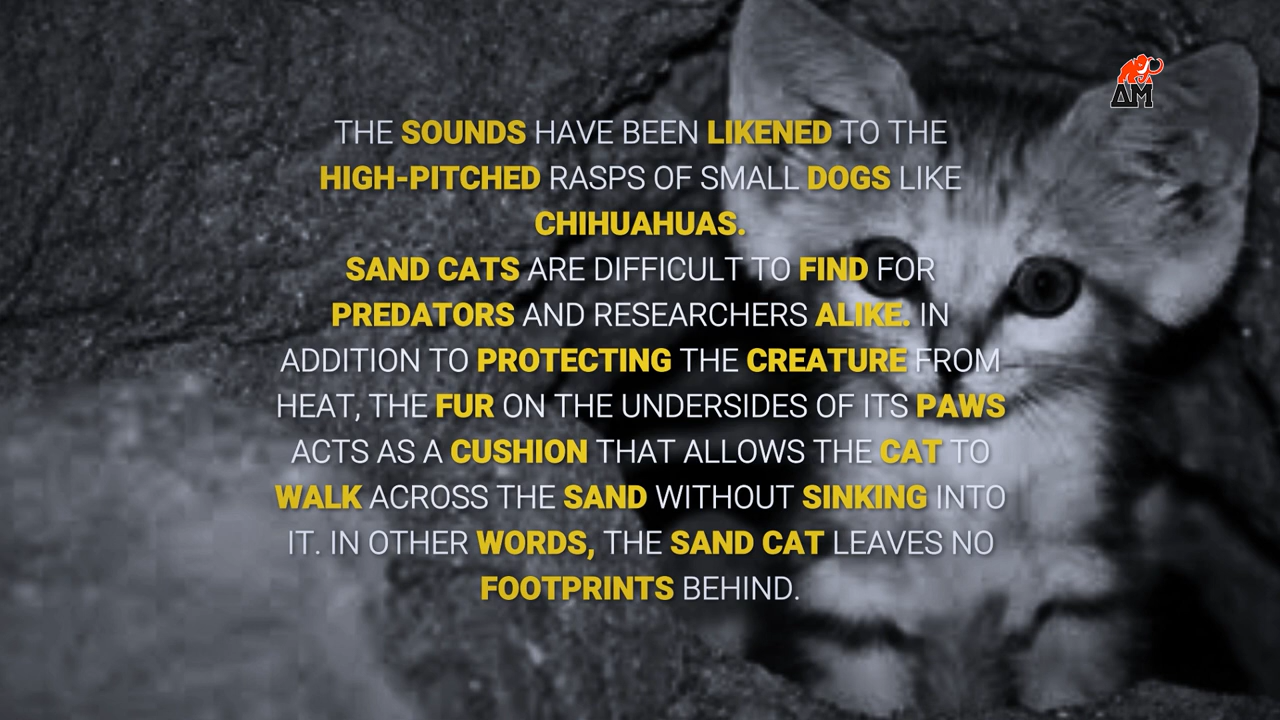 THE SOUNDS HAVE BEEN LIKENED TO THE
HIGH-PITCHED RASPS OF SMALL DOGS LIKE
CHIHUAHUAS.
SAND CATS ARE DIFFICULT TO FIND FOR
PREDATORS AND RESEARCHERS ALIKE. IN
ADDITION TO PROTECTING THE CREATURE FROM
HEAT, THE FUR ON THE UNDERSIDES OF ITS PAWS
ACTS AS A CUSHION THAT ALLOWS THE CAT TO
WALK ACROSS THE SAND WITHOUT SINKING INTO
IT. IN OTHER WORDS, THE SAND CAT LEAVES NO
FOOTPRINTS BEHIND.
AM